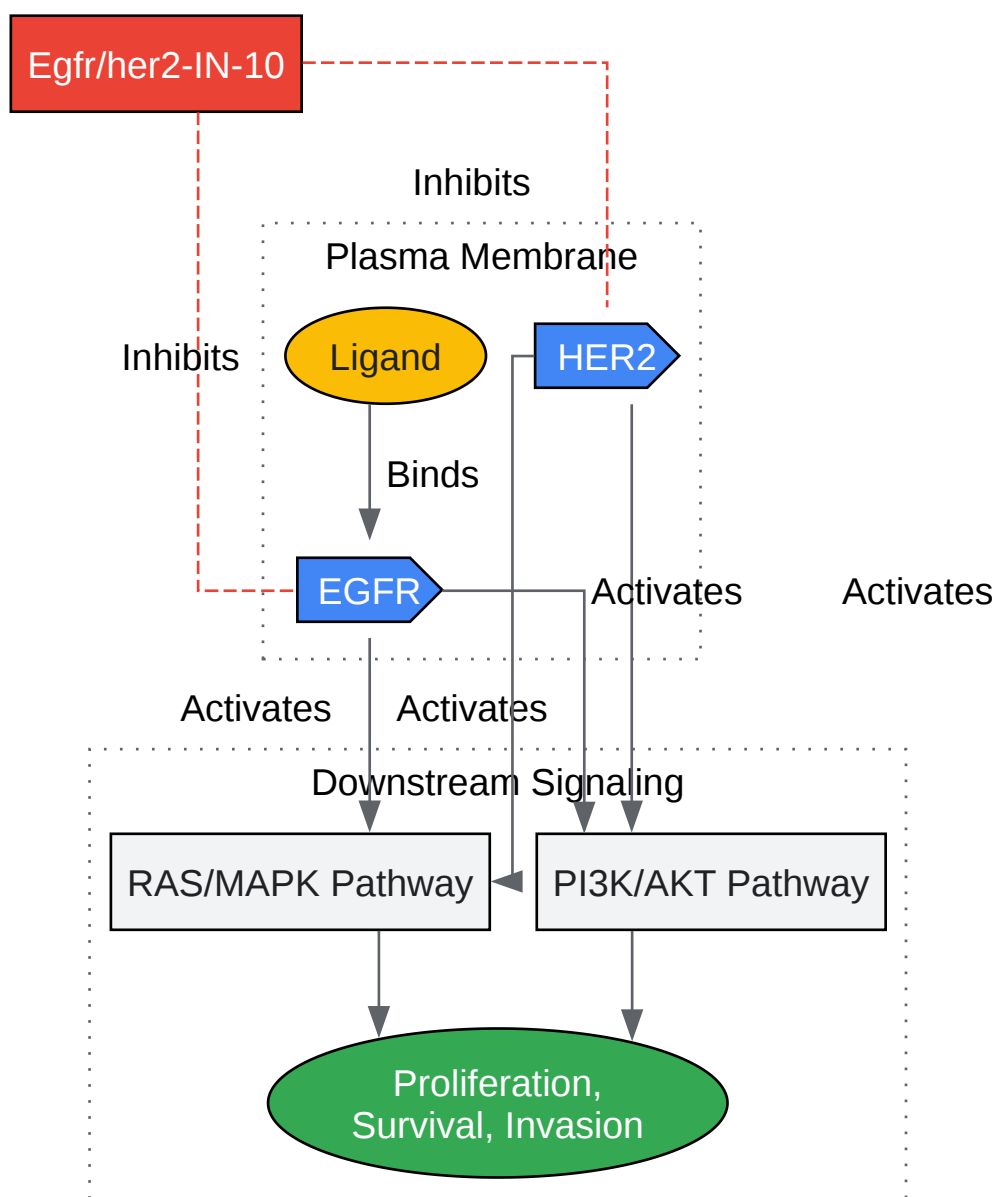 Egfr/her2-IN-10
Inhibits
Plasma Membrane
Inhibits
Ligand
HER2
Binds
EGFR
Activates
Activates
Activates
Activates
Downstream Signaling
RAS/MAPK Pathway
PI3K/AKT Pathway
Proliferation,
Survival, Invasion